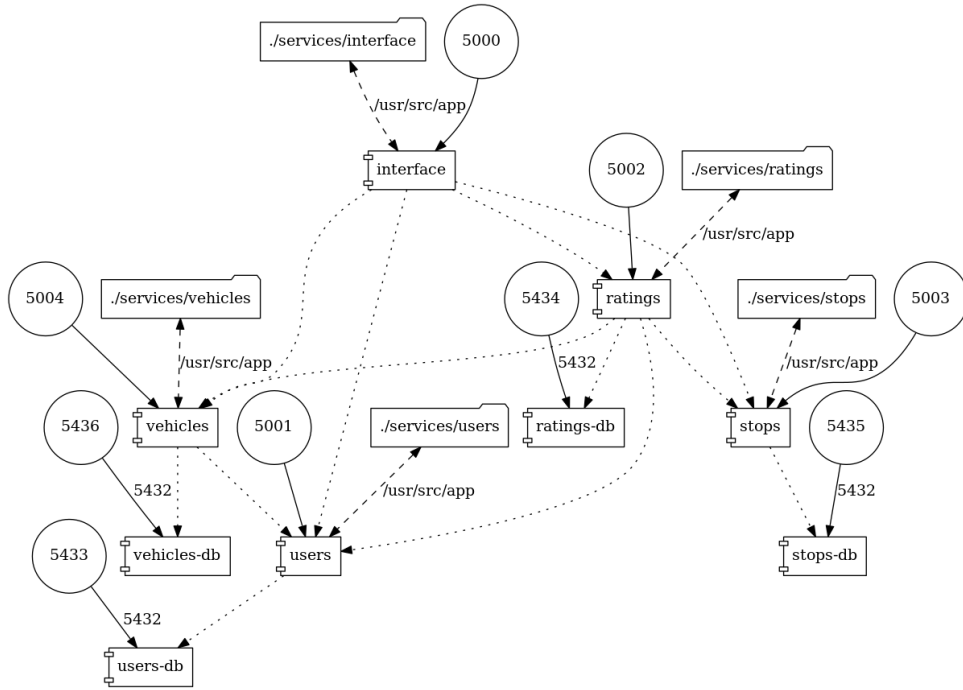 ./services/interface
5000
/usr/src/app
interface
5002
./services/ratings
/usr/src/app
5004
./services/vehicles
5434
ratings
./services/stops
5003
/usr/src/app
5432
/usr/src/app
5436
vehicles
5001
./services/users
ratings-db
stops
5435
5432
/usr/src/app
5432
5433
vehicles-db
users
stops-db
5432
users-db